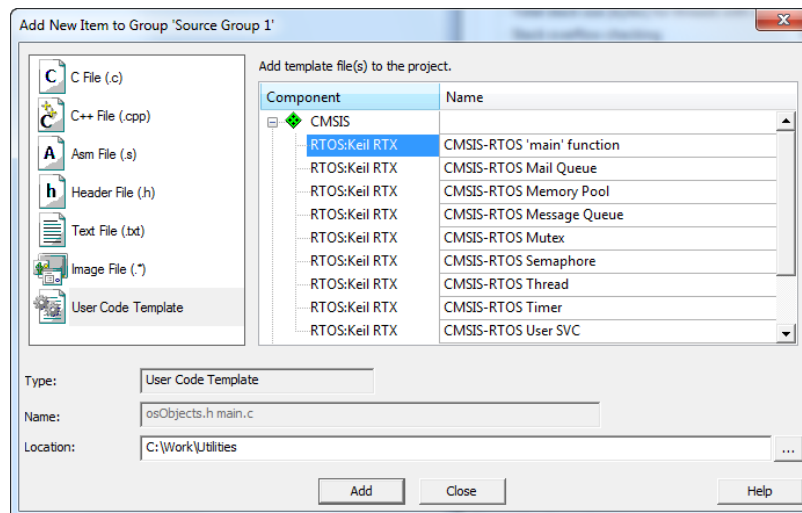 Add New Item to Group 'Source Group 1'
C File (.c)
C++ File (.cpp)
Asm File (.s)
Header File (.h)
Text File (.txt)
Image File (.*)
User Code Template
Add template file(s) to the project.
Component Name
CMSIS
RTOS:Keil RTX CMSIS-RTOS 'main' function
RTOS:Keil RTX CMSIS-RTOS Mail Queue
RTOS:Keil RTX CMSIS-RTOS Memory Pool
RTOS:Keil RTX CMSIS-RTOS Message Queue
RTOS:Keil RTX CMSIS-RTOS Mutex
RTOS:Keil RTX CMSIS-RTOS Semaphore
RTOS:Keil RTX CMSIS-RTOS Thread
RTOS:Keil RTX CMSIS-RTOS Timer
RTOS:Keil RTX CMSIS-RTOS User SVC
Type: User Code Template
Name: osObjects.h main.c
Location: C:\Work\Utilities ...
Add Close Help